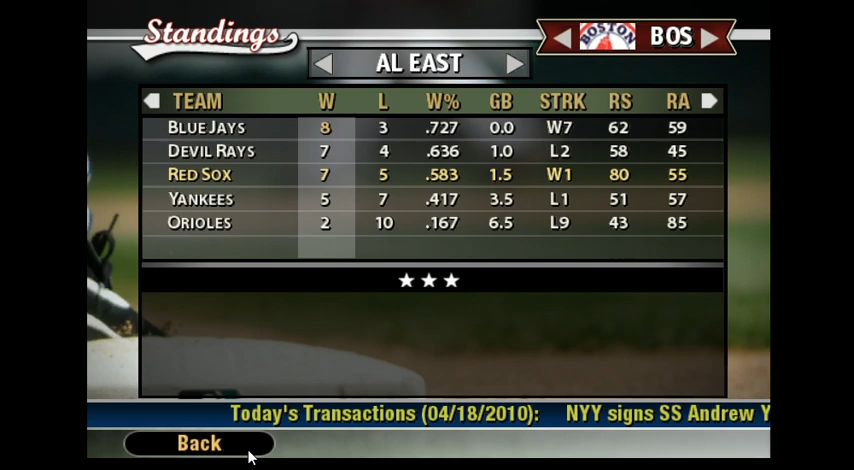 Standings
BOSTON BOS
AL EAST
TEAM W L W% GB STRK RS RA
BLUE JAYS 8 3 .727 0.0 W7 62 59
DEVIL RAYS 7 4 .636 1.0 L2 58 45
RED SOX 7 5 .583 1.5 W1 80 55
YANKEES 5 7 .417 3.5 L1 51 57
ORIOLES 2 10 .167 6.5 L9 43 85
Today's Transactions (04/18/2010): NYY signs SS Andrew Y
Back